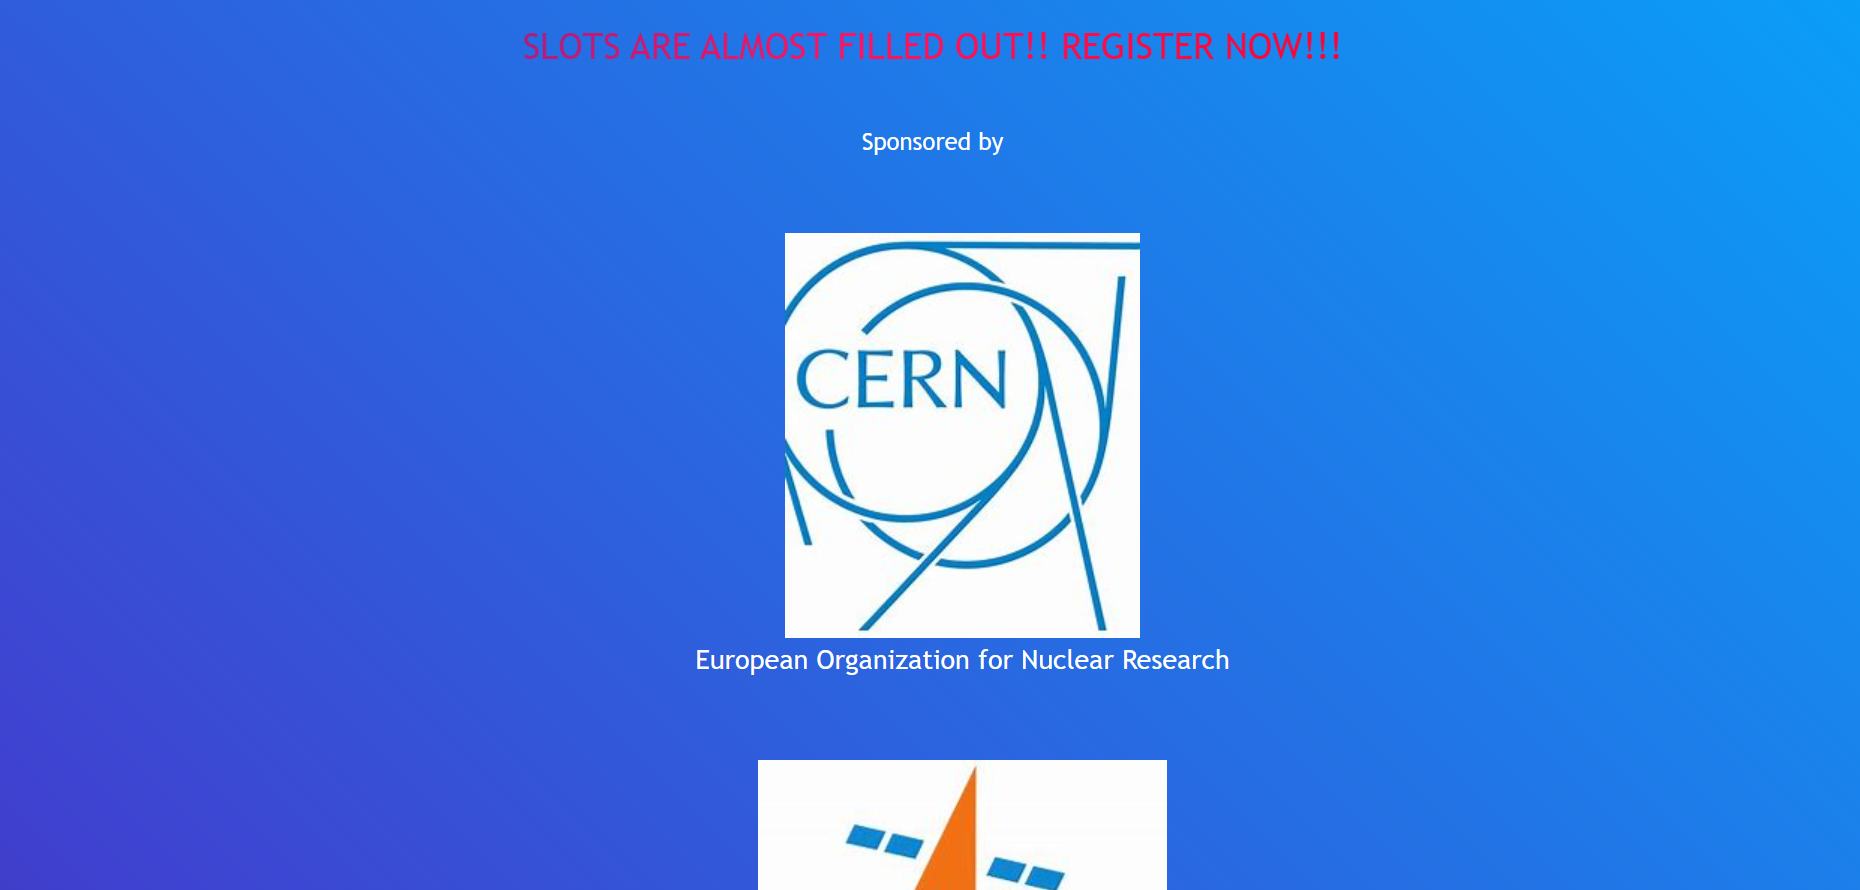 SLOTS ARE ALMOST FILLED OUT!! REGISTER NOW!!!
Sponsored by
CERN
European Organization for Nuclear Research